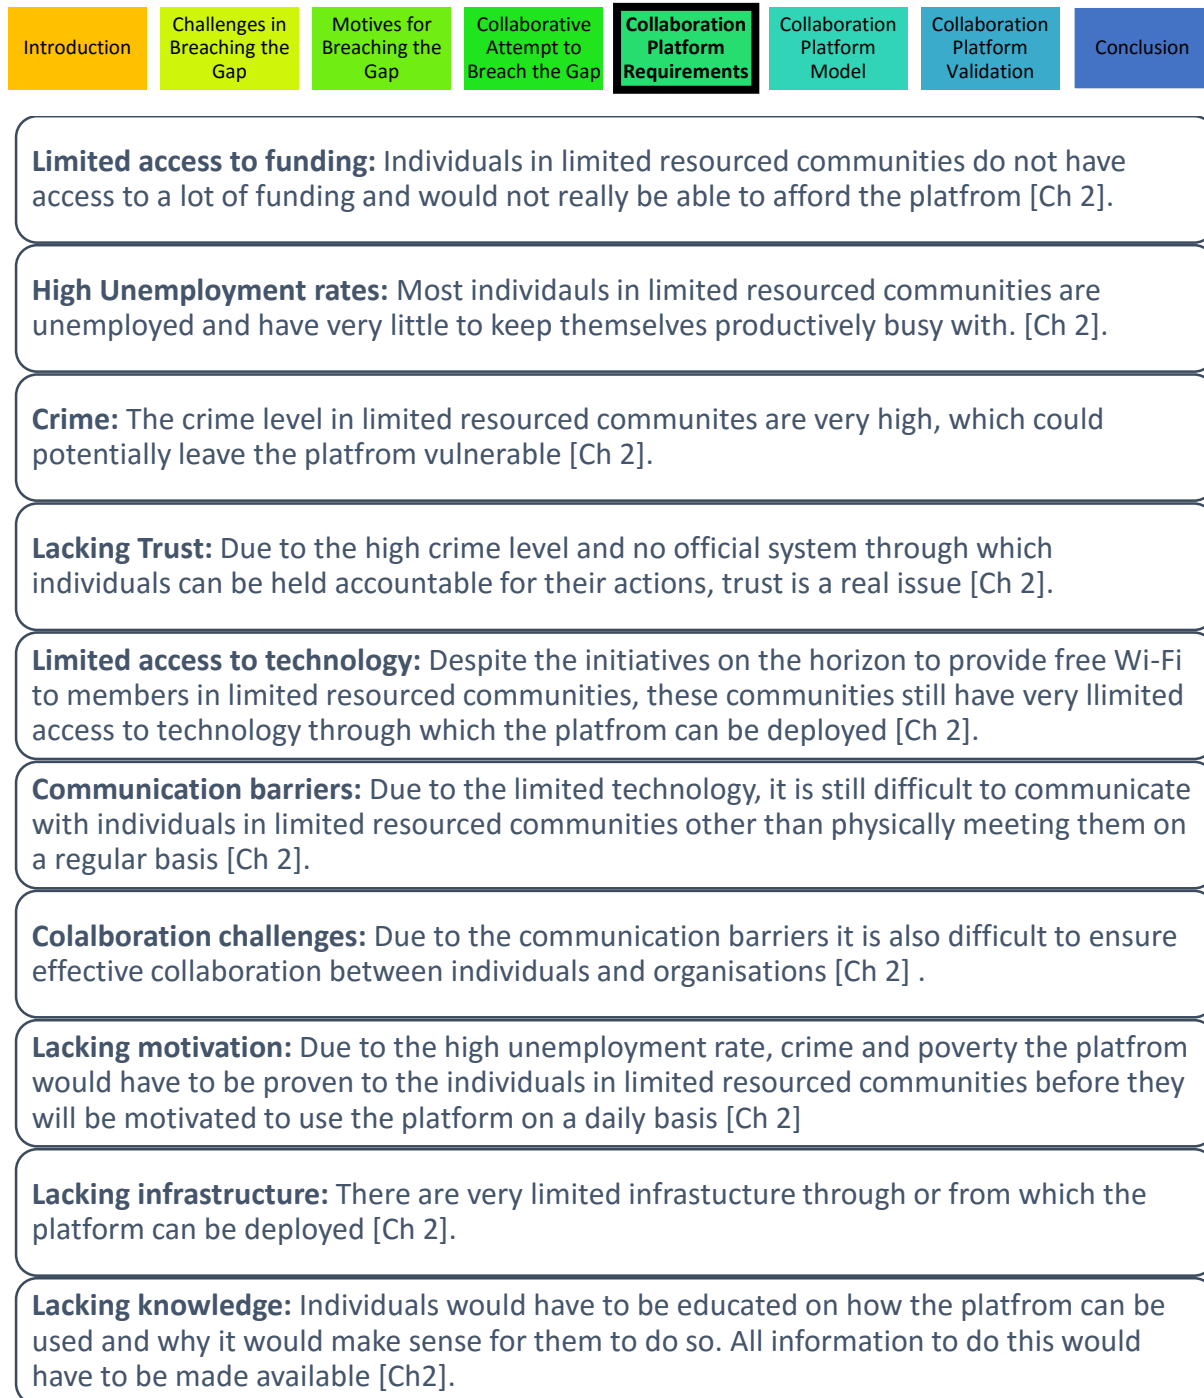 Introduction
Challenges in
Breaching the
Gap
Motives for
Breaching the
Gap
Collaborative
Attempt to
Breach the Gap
Collaboration
Platform
Requirements
Collaboration
Platform
Model
Collaboration
Platform
Validation
Conclusion
Limited access to funding: Individuals in limited resourced communities do not have
access to a lot of funding and would not really be able to afford the platfrom [Ch 2].
High Unemployment rates: Most individauls in limited resourced communities are
unemployed and have very little to keep themselves productively busy with. [Ch 2].
Crime: The crime level in limited resourced communites are very high, which could
potentially leave the platfrom vulnerable [Ch 2].
Lacking Trust: Due to the high crime level and no official system through which
individuals can be held accountable for their actions, trust is a real issue [Ch 2].
Limited access to technology: Despite the initiatives on the horizon to provide free Wi-Fi
to members in limited resourced communities, these communities still have very llimited
access to technology through which the platfrom can be deployed [Ch 2].
Communication barriers: Due to the limited technology, it is still difficult to communicate
with individuals in limited resourced communities other than physically meeting them on
a regular basis [Ch 2].
Colalboration challenges: Due to the communication barriers it is also difficult to ensure
effective collaboration between individuals and organisations [Ch 2] .
Lacking motivation: Due to the high unemployment rate, crime and poverty the platfrom
would have to be proven to the individuals in limited resourced communities before they
will be motivated to use the platform on a daily basis [Ch 2]
Lacking infrastructure: There are very limited infrastucture through or from which the
platform can be deployed [Ch 2].
Lacking knowledge: Individuals would have to be educated on how the platfrom can be
used and why it would make sense for them to do so. All information to do this would
have to be made available [Ch2].